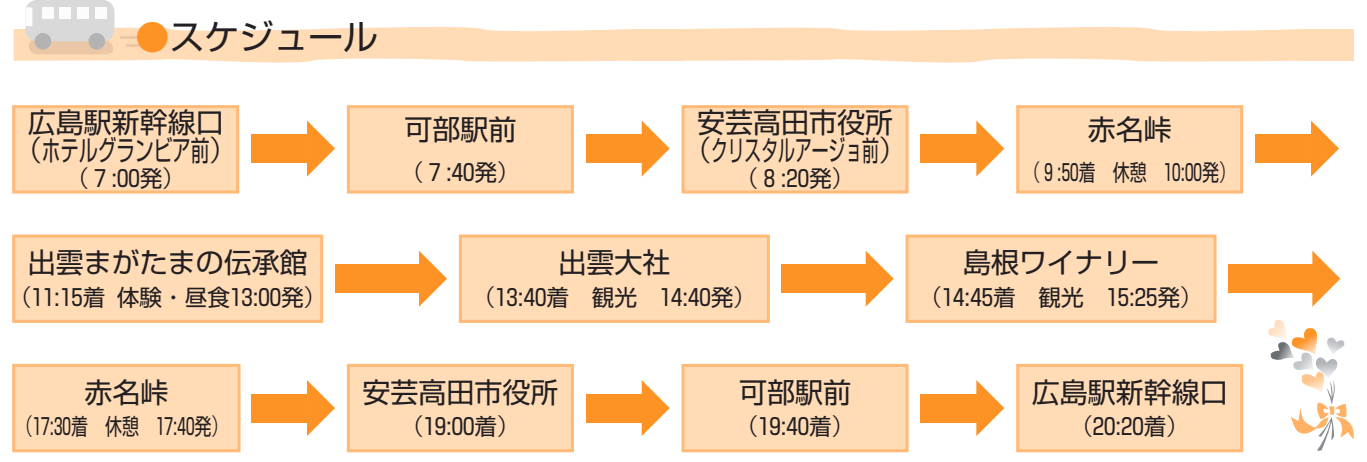 ●スケジュール
広島駅新幹線口
（ホテルグランビア前）
（ 7:00発）
可部駅前
（ 7:40発）
安芸高田市役所
（クリスタルアージョ前）
（ 8:20発）
赤名峠
（ 9:50着　休憩　10:00発）
出雲まがたまの伝承館
（11:15着 体験・昼食13:00発）
出雲大社
（13:40着　観光　14:40発）
島根ワイナリー
（14:45着　観光　15:25発）
赤名峠
（17:30着　休憩　17:40発）
安芸高田市役所
（19:00着）
可部駅前
（19:40着）
広島駅新幹線口
（20:20着）